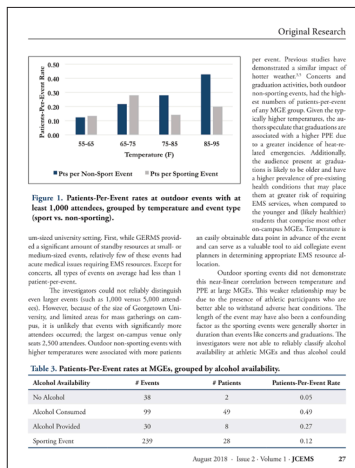 Original Research
Patients-Per-Event Rate
0.50
0.40
0.30
0.20
0.10
0.00
55-65
65-75
75-85
85-95
Temperature (F)
Pts per Non-Sport Event
Pts per Sporting Event
Figure 1. Patients-Per-Event rates at outdoor events with at
least 1,000 attendees, grouped by temperature and event type
(sport vs. non-sporting).
um-sized university setting. First, while GERMS provid-
ed a significant amount of standby resources at small- or
medium-sized events, relatively few of these events had
acute medical issues requiring EMS resources. Except for
concerts, all types of events on average had less than 1
patient-per-event.
The investigators could not reliably distinguish
even larger events (such as 1,000 versus 5,000 attend-
ees). However, because of the size of Georgetown Uni-
versity, and limited areas for mass gatherings on cam-
pus, it is unlikely that events with significantly more
attendees occurred; the largest on-campus venue only
seats 2,500 attendees. Outdoor non-sporting events with
higher temperatures were associated with more patients
per event. Previous studies have
demonstrated a similar impact of
hotter weather. Concerts and
graduation activities, both outdoor
non-sporting events, had the high-
est numbers of patients-per-event
of any MGE group. Given the typ-
ically higher temperatures, the au-
thors speculate that graduations are
associated with a higher PPE due
to a greater incidence of heat-re-
lated emergencies. Additionally,
the audience present at gradua-
tions is likely to be older and have
a higher prevalence of pre-existing
health conditions that may place
them at greater risk of requiring
EMS services, when compared to
the younger and (likely healthier)
students that comprise most other
on-campus MGEs. Temperature is
an easily obtainable data point in advance of the event
and can serve as a valuable tool to aid collegiate event
planners in determining appropriate EMS resource al-
location.
Outdoor sporting events did not demonstrate
this near-linear correlation between temperature and
PPE at large MGEs. This weaker relationship may be
due to the presence of athletic participants who are
better able to withstand adverse heat conditions. The
length of the event may have also been a confounding
factor as the sporting events were generally shorter in
duration than events like concerts and graduations. The
investigators were not able to reliably classify alcohol
availability at athletic MGEs and thus alcohol could
Table 3. Patients-Per-Event rates at MGEs, grouped by alcohol availability.
Alcohol Availability # Events # Patients Patients-Per-Event Rate
No Alcohol 38 2 0.05
Alcohol Consumed 99 49 0.49
Alcohol Provided 30 8 0.27
Sporting Event 239 28 0.12
August 2018 · Issue 2 · Volume 1 · JCEMS 27